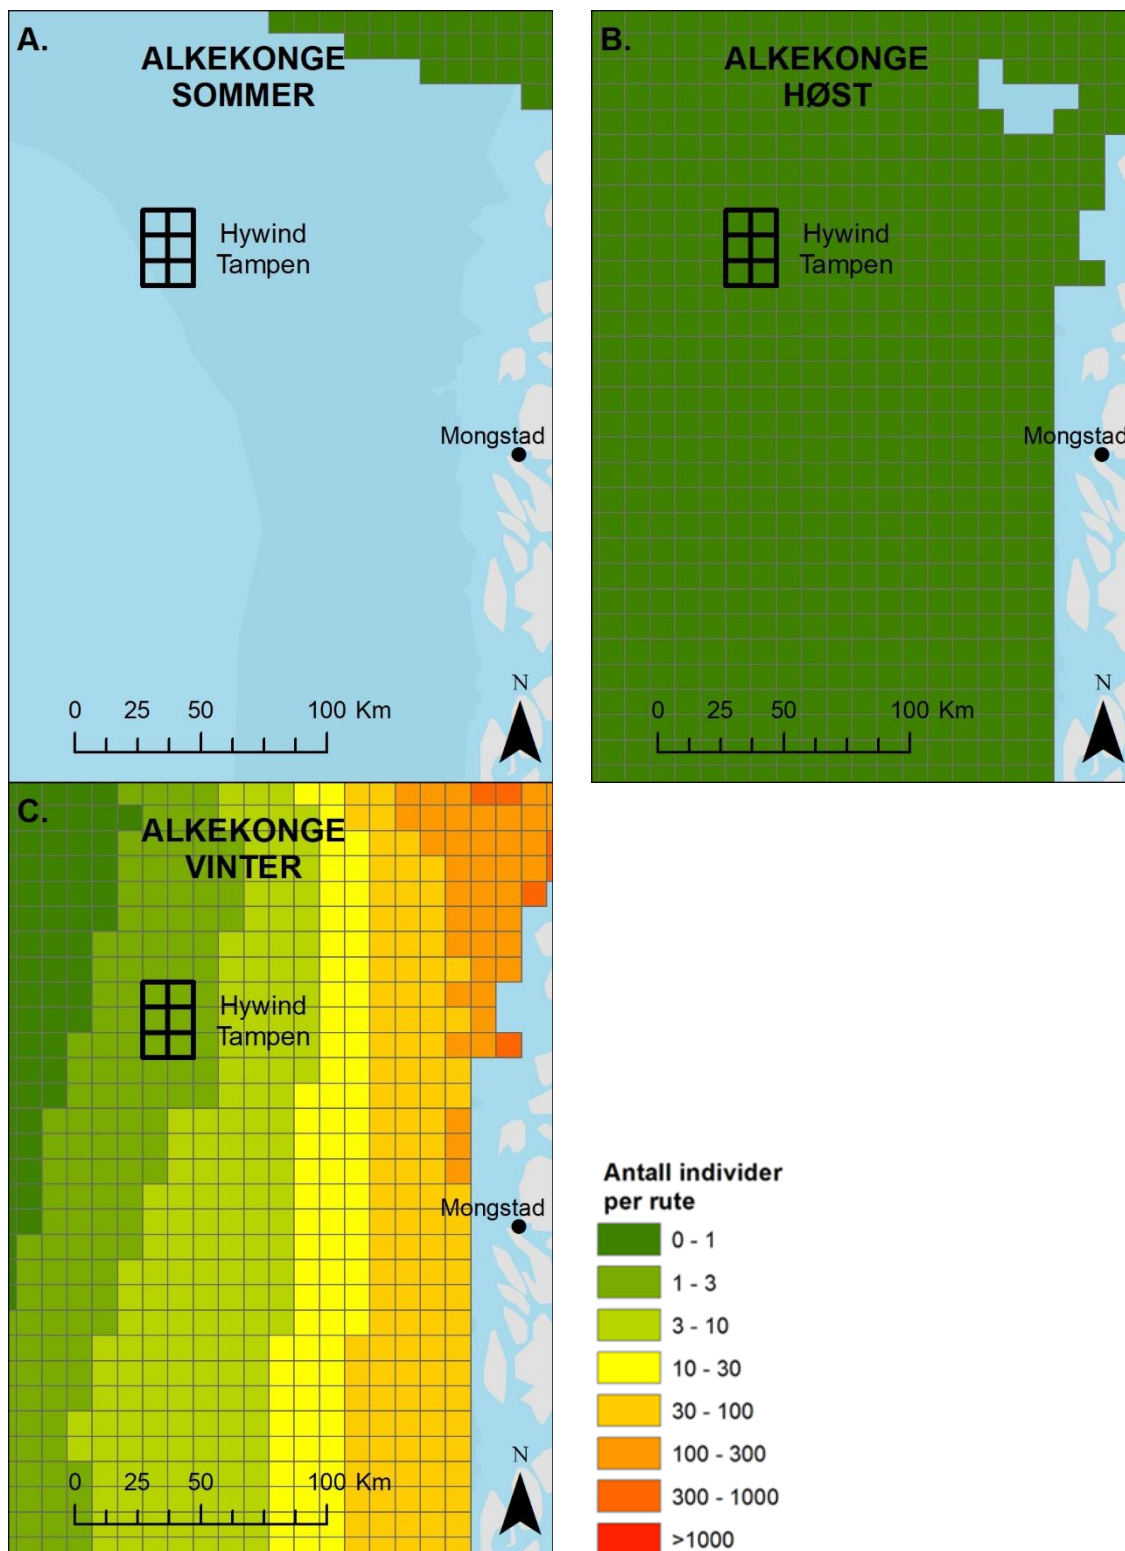 A.
ALKEKONGE
SOMMER
Hywind
Tampen
Mongstad
N
0 25 50 100 Km
B.
ALKEKONGE
HØST
Hywind
Tampen
Mongstad
N
0 25 50 100 Km
C.
ALKEKONGE
VINTER
Hywind
Tampen
Mongstad
N
0 25 50 100 Km
Antall individer
per rute
0 - 1
1 - 3
3 - 10
10 - 30
30 - 100
100 - 300
300 - 1000
>1000